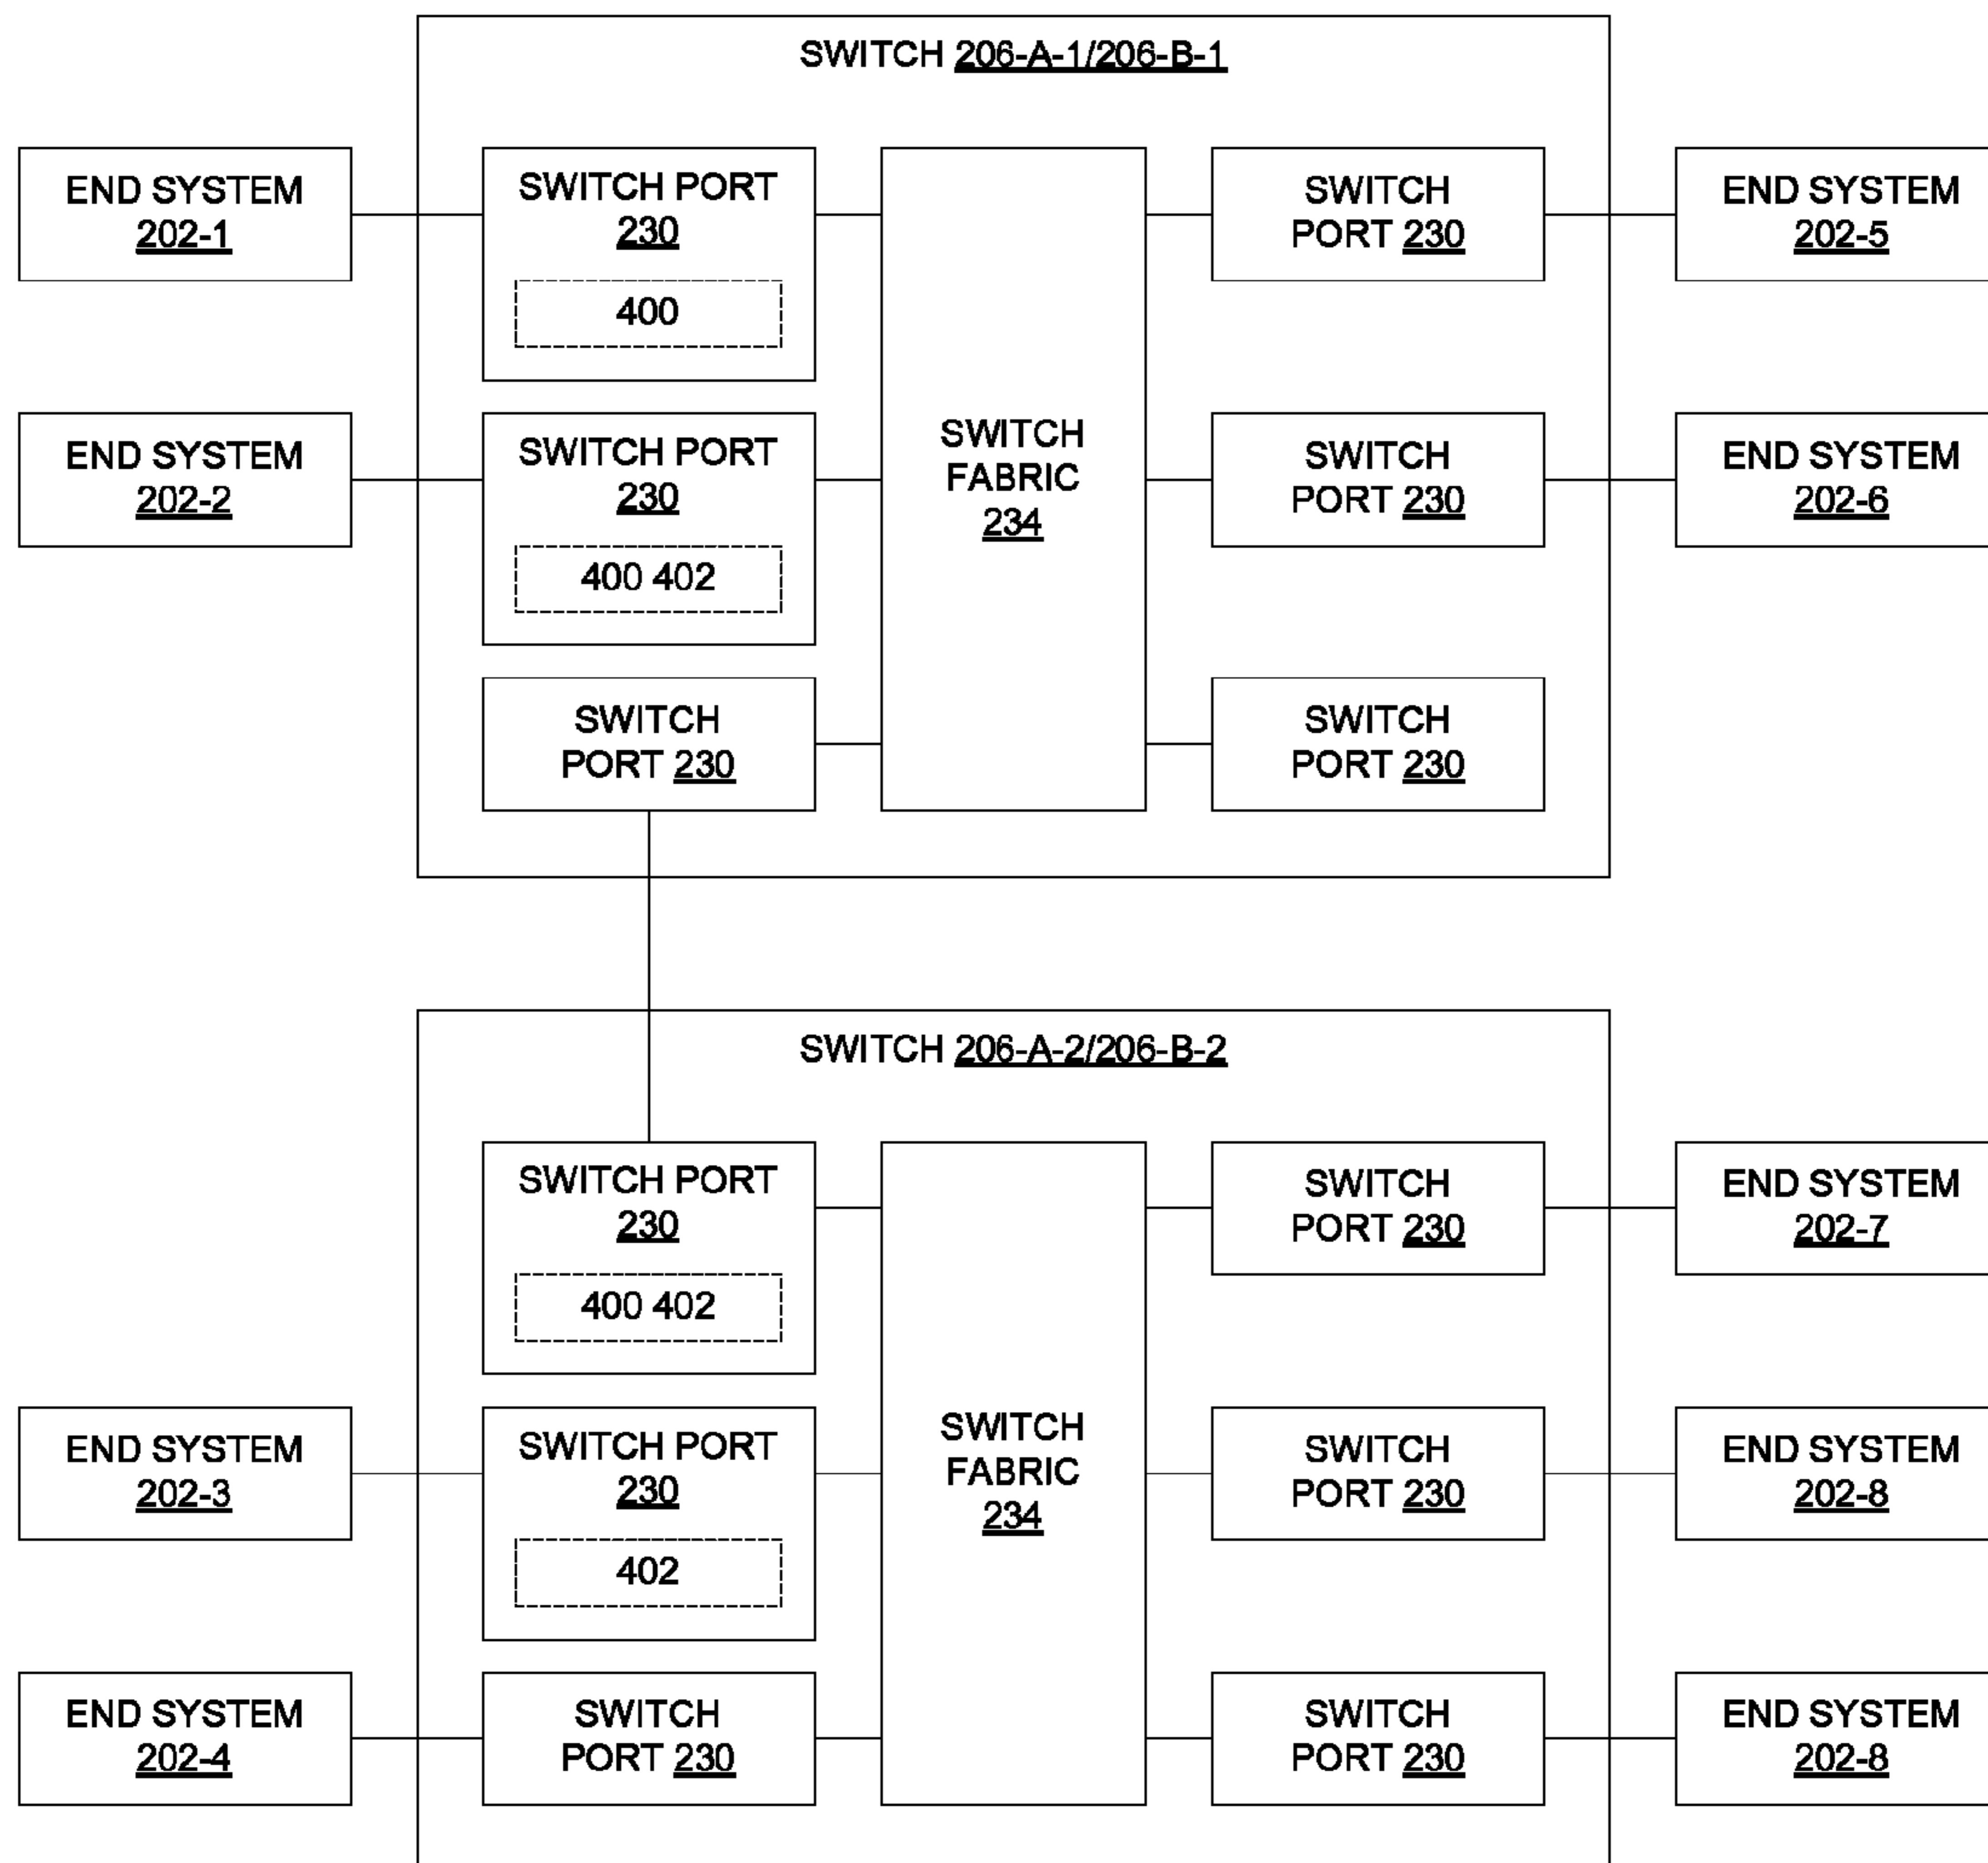 SWITCH 206-A-1/206-B-1
END SYSTEM
202-1
SWITCH PORT
230
400
SWITCH
PORT 230
END SYSTEM
202-5
END SYSTEM
202-2
SWITCH PORT
230
400 402
SWITCH
FABRIC
234
SWITCH
PORT 230
END SYSTEM
202-6
SWITCH
PORT 230
SWITCH
PORT 230
SWITCH 206-A-2/206-B-2
SWITCH PORT
230
400 402
SWITCH
PORT 230
END SYSTEM
202-7
END SYSTEM
202-3
SWITCH PORT
230
402
SWITCH
FABRIC
234
SWITCH
PORT 230
END SYSTEM
202-8
END SYSTEM
202-4
SWITCH
PORT 230
SWITCH
PORT 230
END SYSTEM
202-8